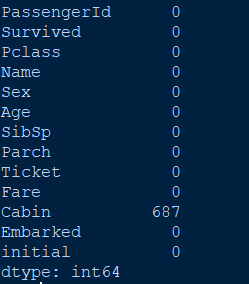 PassengerId 0
Survived 0
Pclass 0
Name 0
Sex 0
Age 0
SibSp 0
Parch 0
Ticket 0
Fare 0
Cabin 687
Embarked 0
initial 0
dtype: int64